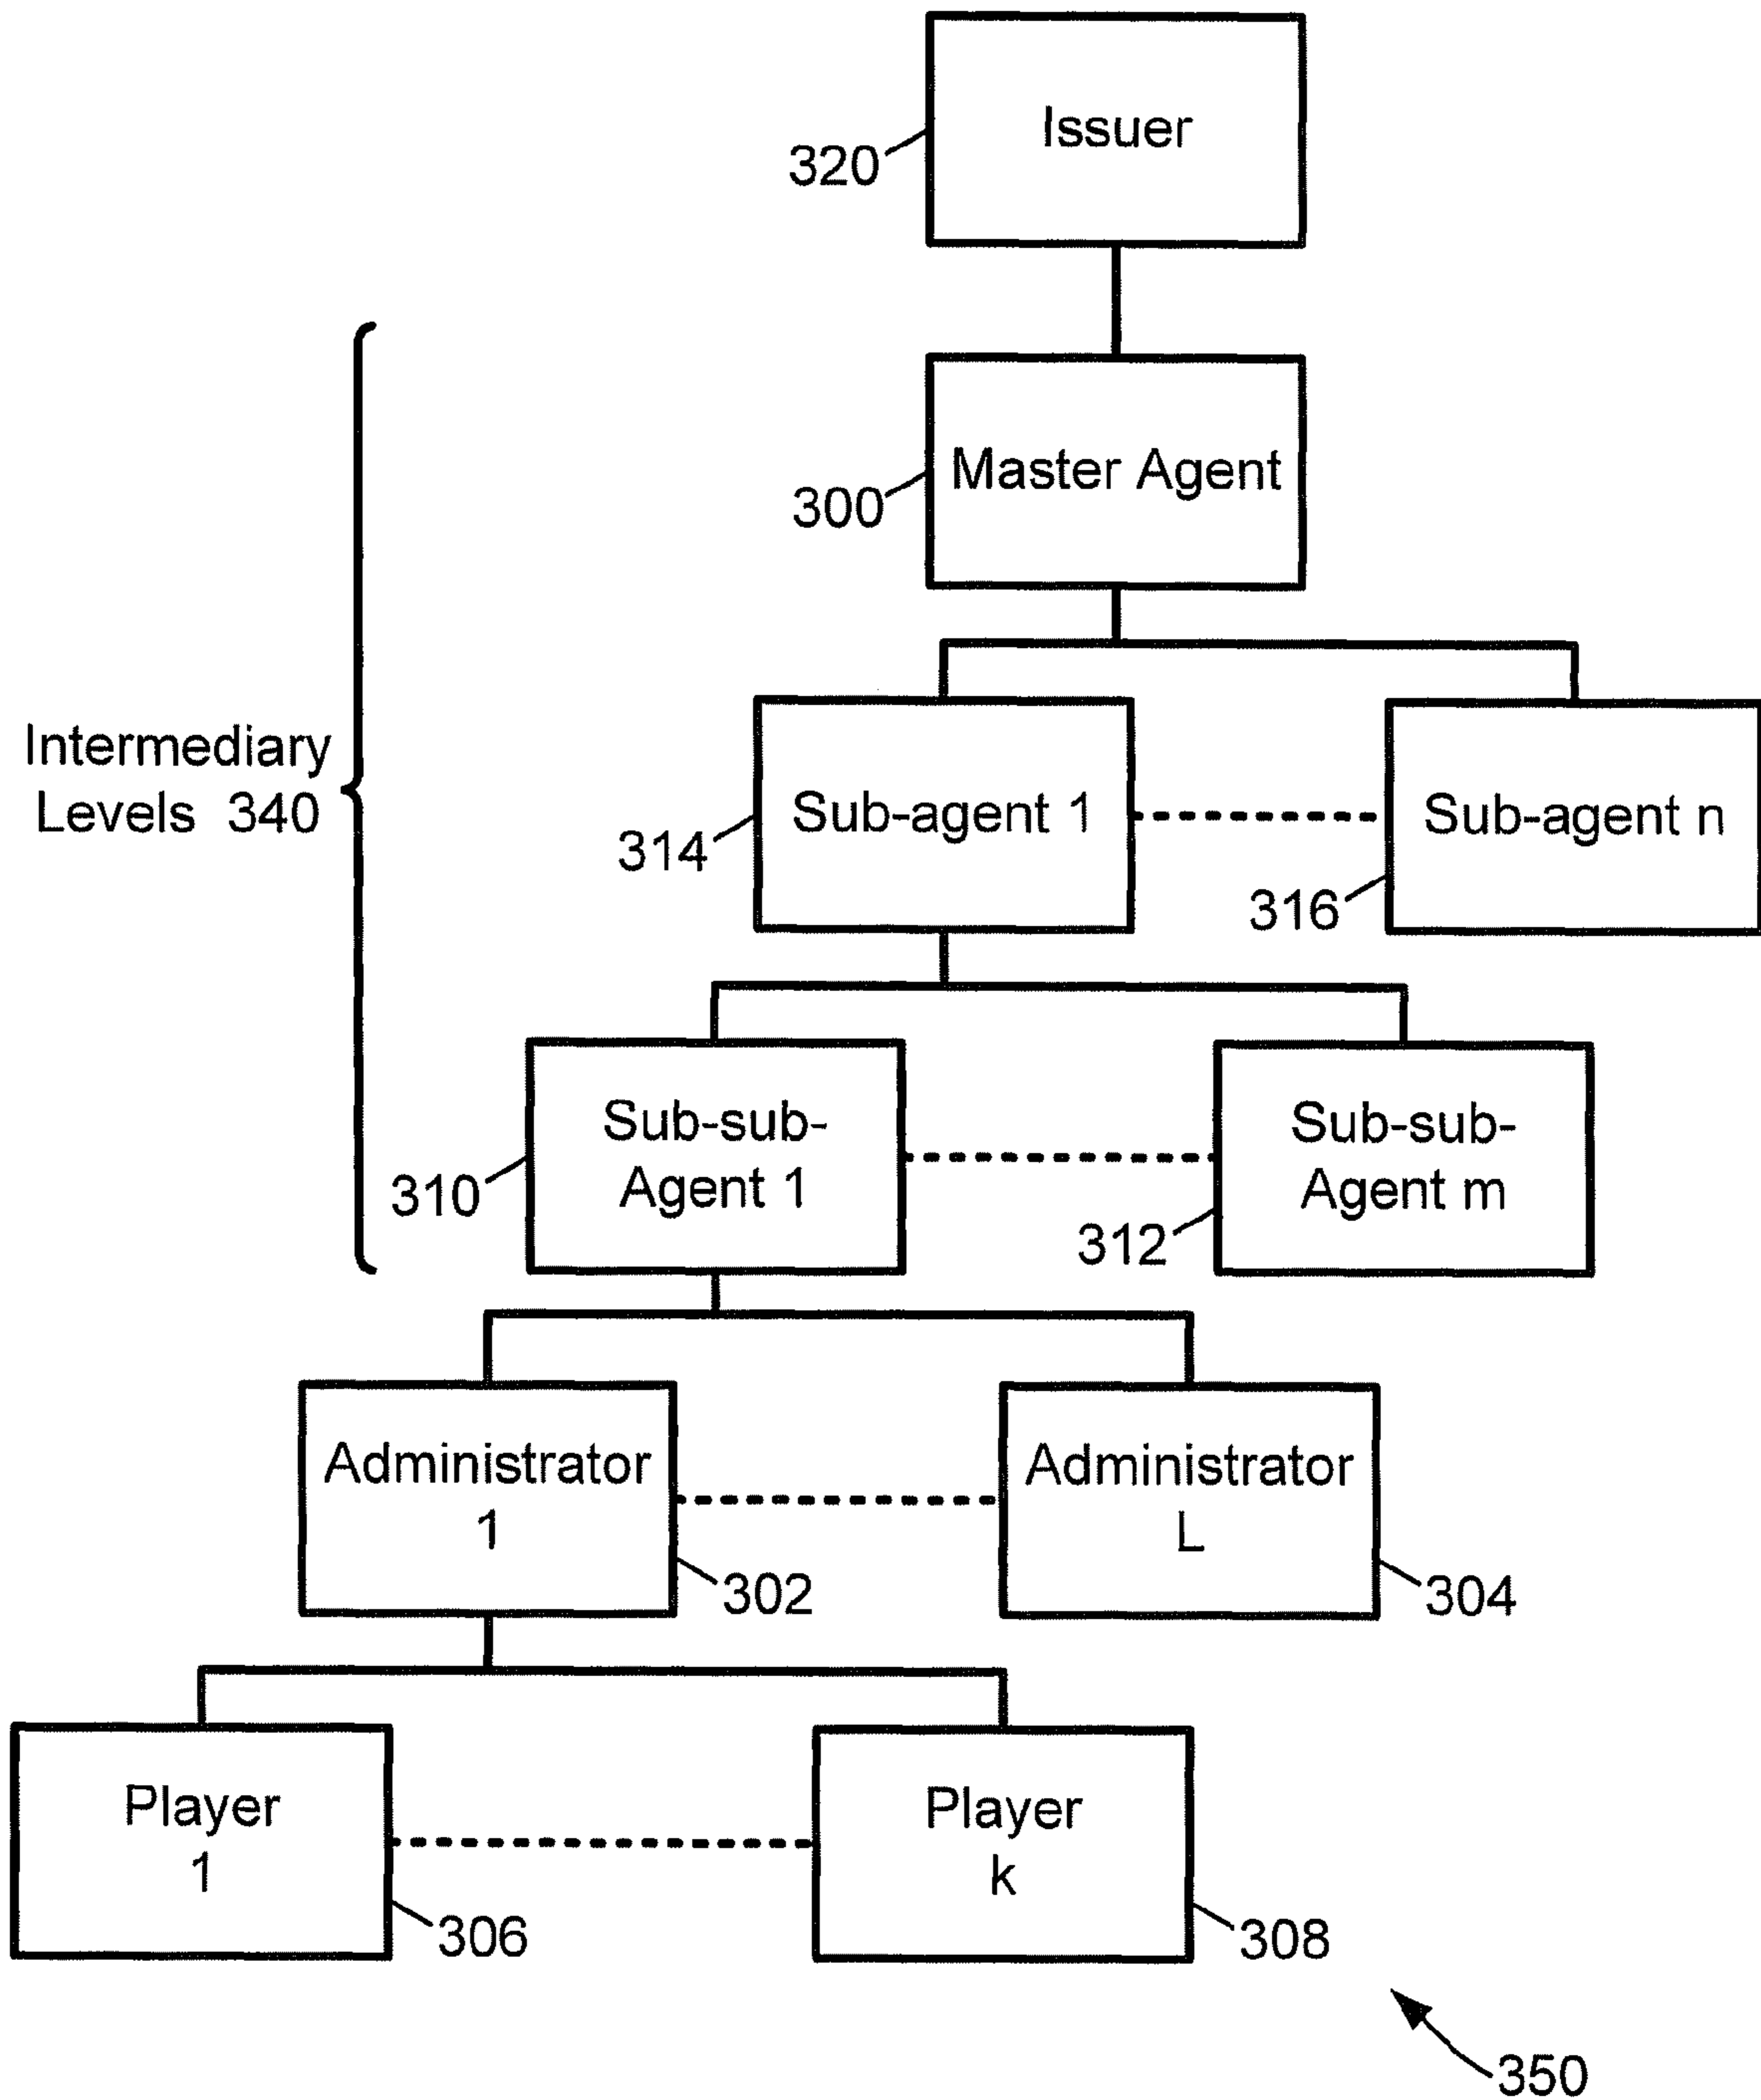 Issuer
320
Master Agent
300
Intermediary
Levels 340
Sub-agent 1
314
Sub-agent n
316
Sub-sub-
Agent 1
310
Sub-sub-
Agent m
312
Administrator
1
302
Administrator
L
304
Player
1
306
Player
k
308
350